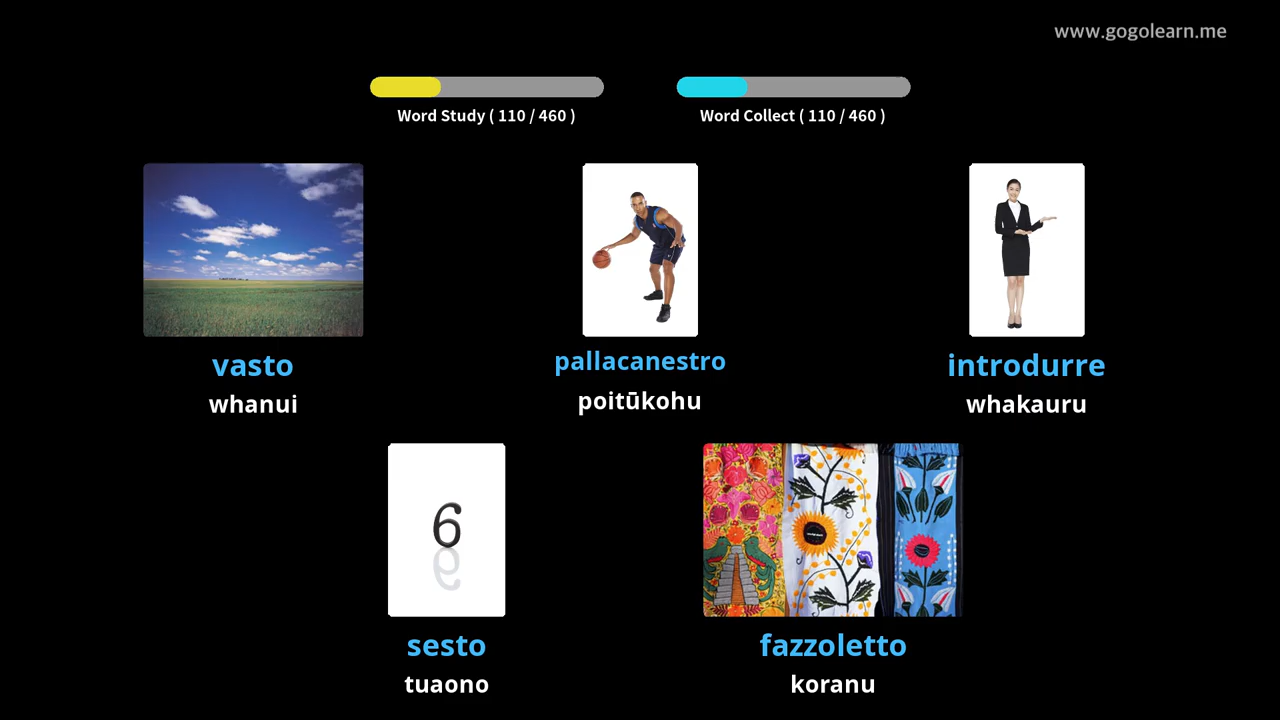 www.gogolearn.me
Word Study ( 110 / 460 )
Word Collect ( 110 / 460 )
vasto
whanui
pallacanestro
poitūkohu
introdurre
whakauru
6
sesto
tuaono
fazzoletto
koranu